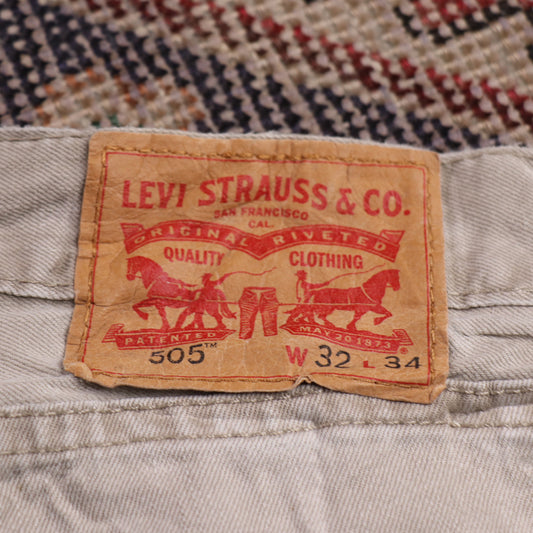 LEVI STRAUSS & CO.
SAN FRANCISCO
CAL.
ORIGINAL RIVETED
QUALITY CLOTHING
PATENTED MAY 20 1873 ®
505™ W 32 L 34